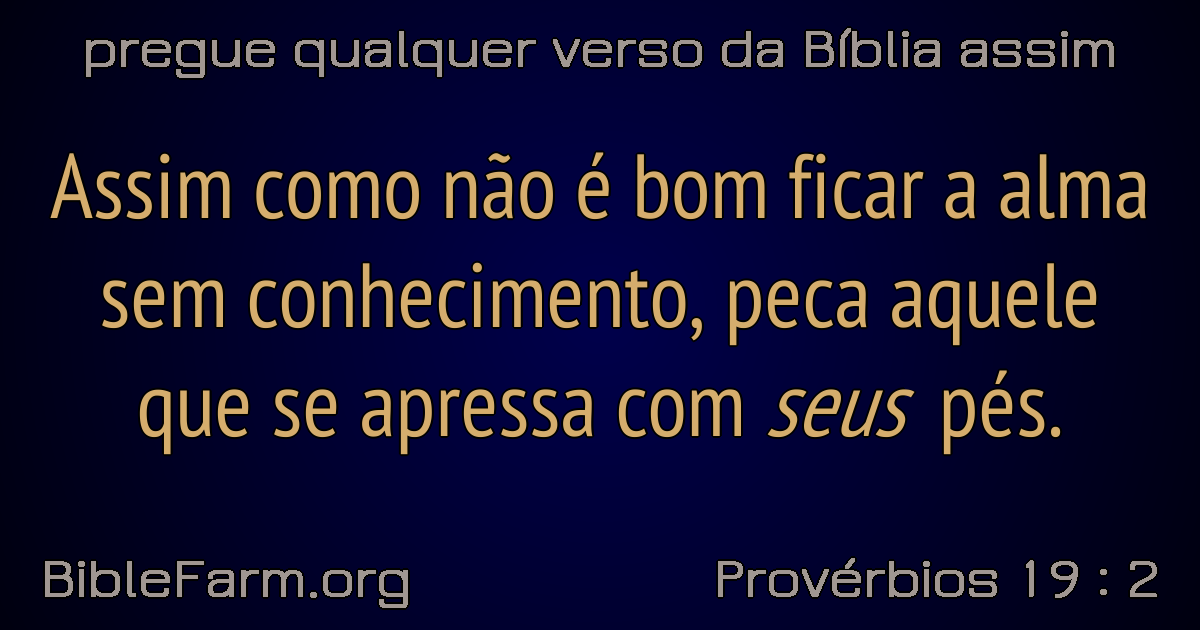 pregue qualquer verso da Bíblia assim
Assim como não é bom ficar a alma
sem conhecimento, peca aquele
que se apressa com seus pés.
BibleFarm.org
Provérbios 19 : 2